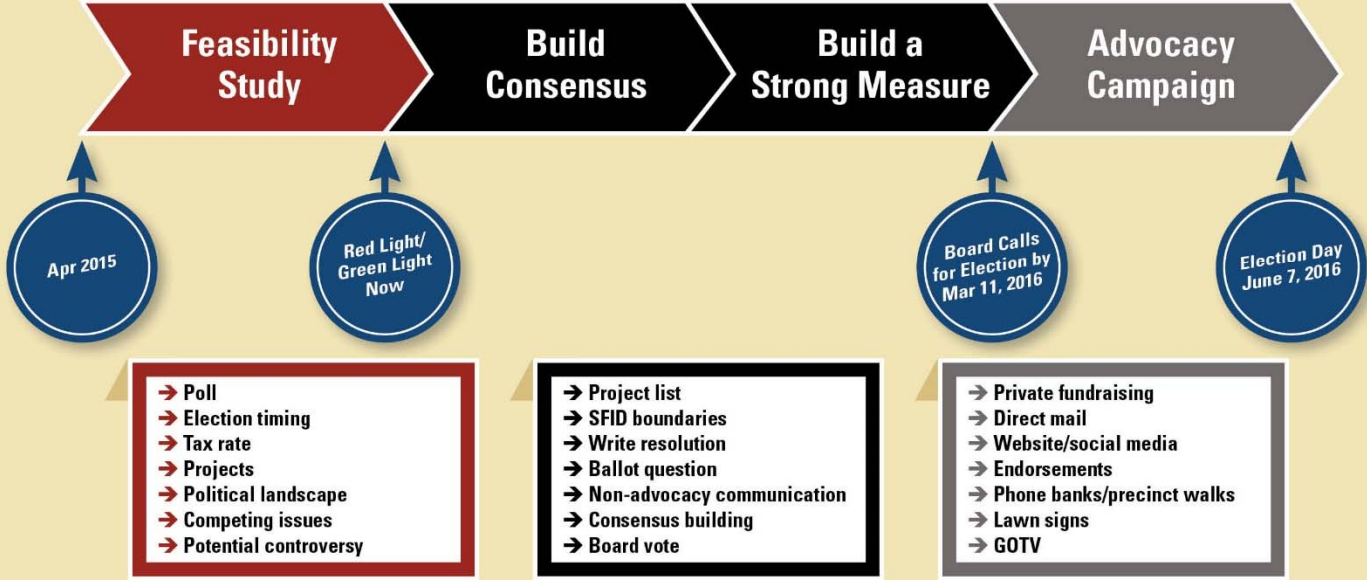 Feasibility
Study
Build
Consensus
Build a
Strong Measure
Advocacy
Campaign
Apr 2015
Red Light/
Green Light
Now
Board Calls
for Election by
Mar 11, 2016
Election Day
June 7, 2016
➔ Poll
➔ Election timing
➔ Tax rate
➔ Projects
➔ Political landscape
➔ Competing issues
➔ Potential controversy
➔ Project list
➔ SFID boundaries
➔ Write resolution
➔ Ballot question
➔ Non-advocacy communication
➔ Consensus building
➔ Board vote
➔ Private fundraising
➔ Direct mail
➔ Website/social media
➔ Endorsements
➔ Phone banks/precinct walks
➔ Lawn signs
➔ GOTV